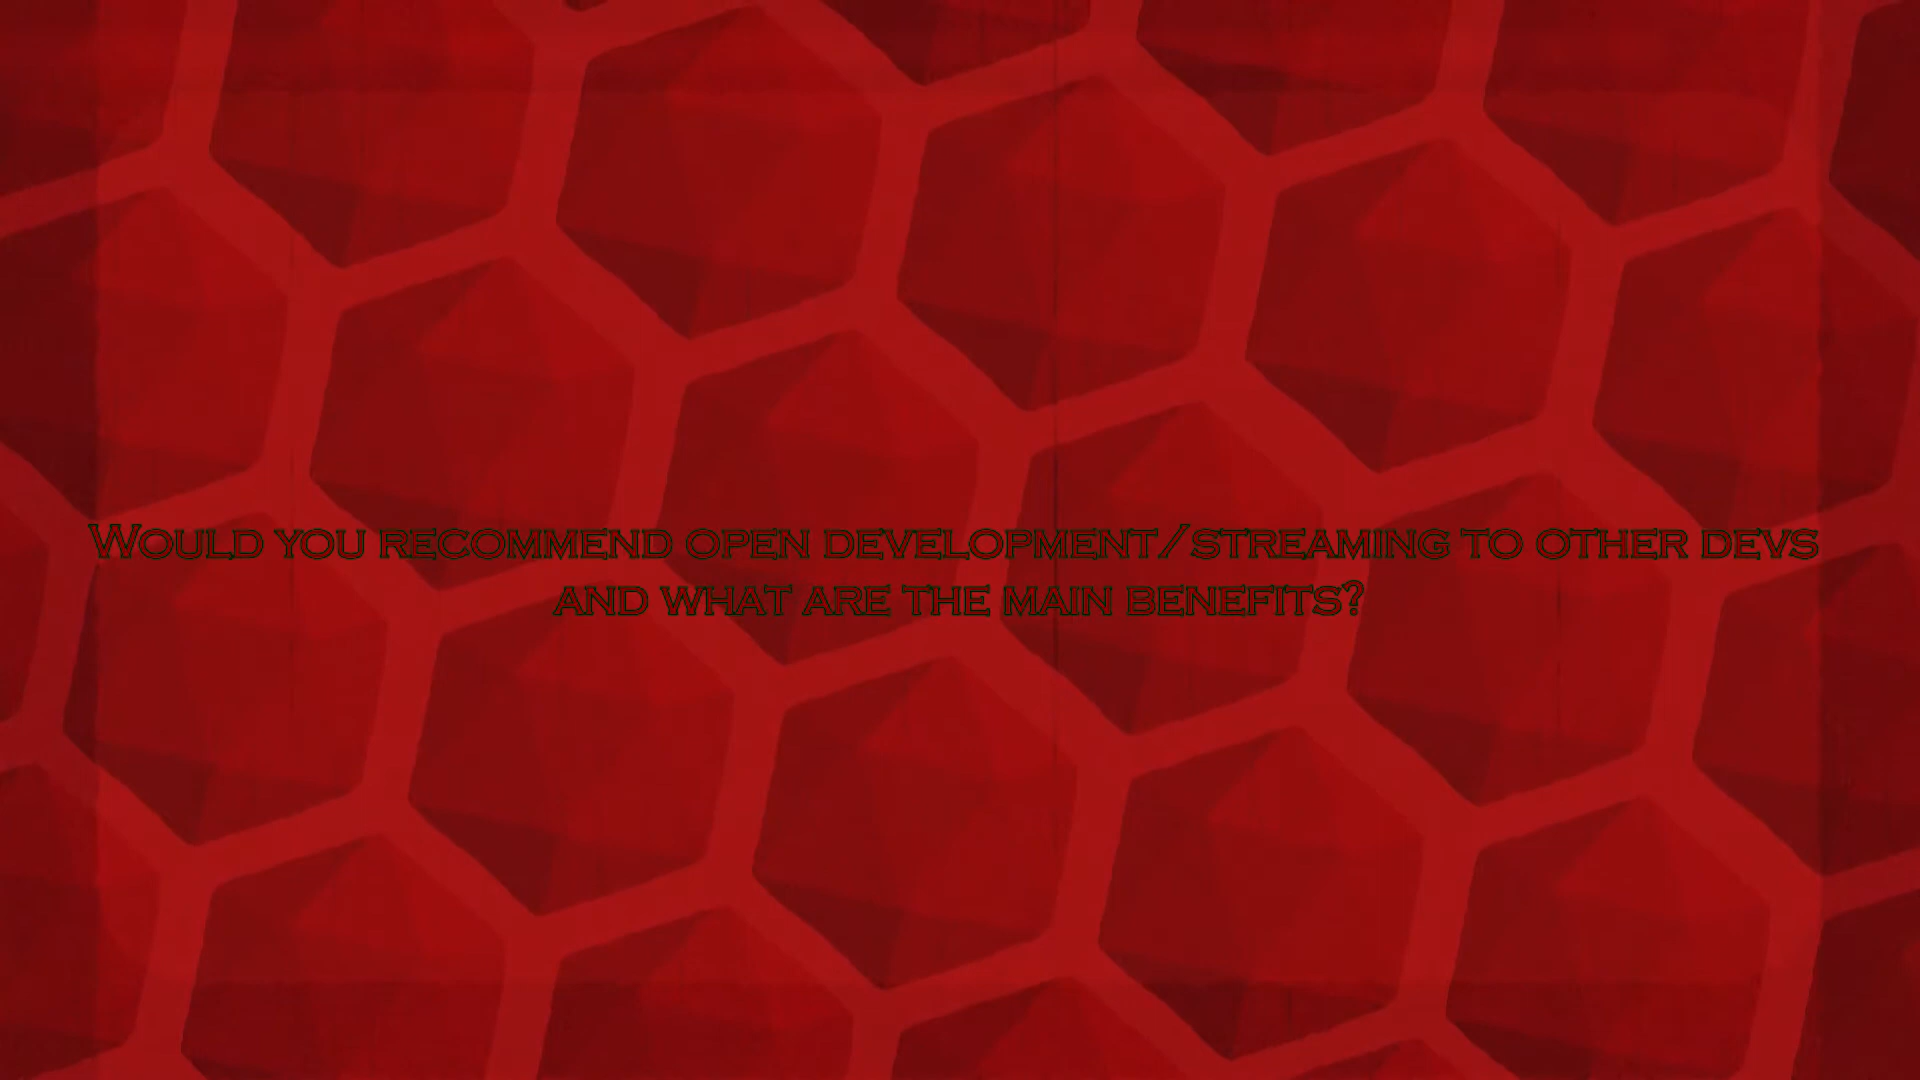 Would you recommend open development/streaming to other devs
and what are the main benefits?